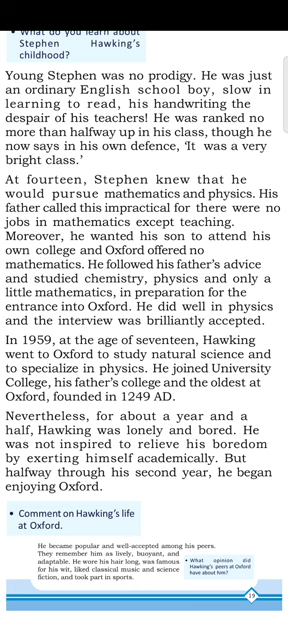 • What do you learn about
Stephen Hawking's
childhood?
Young Stephen was no prodigy. He was just
an ordinary English school boy, slow in
learning to read, his handwriting the
despair of his teachers! He was ranked no
more than halfway up in his class, though he
now says in his own defence, 'It was a very
bright class.'
At fourteen, Stephen knew that he
would pursue mathematics and physics. His
father called this impractical for there were no
jobs in mathematics except teaching.
Moreover, he wanted his son to attend his
own college and Oxford offered no
mathematics. He followed his father's advice
and studied chemistry, physics and only a
little mathematics, in preparation for the
entrance into Oxford. He did well in physics
and the interview was brilliantly accepted.
In 1959, at the age of seventeen, Hawking
went to Oxford to study natural science and
to specialize in physics. He joined University
College, his father's college and the oldest at
Oxford, founded in 1249 AD.
Nevertheless, for about a year and a
half, Hawking was lonely and bored. He
was not inspired to relieve his boredom
by exerting himself academically. But
halfway through his second year, he began
enjoying Oxford.
• Comment on Hawking's life
at Oxford.
He became popular and well-accepted among his peers.
They remember him as lively, buoyant, and
adaptable. He wore his hair long, was famous
for his wit, liked classical music and science
fiction, and took part in sports.
• What opinion did
Hawking's peers at Oxford
have about him?
19